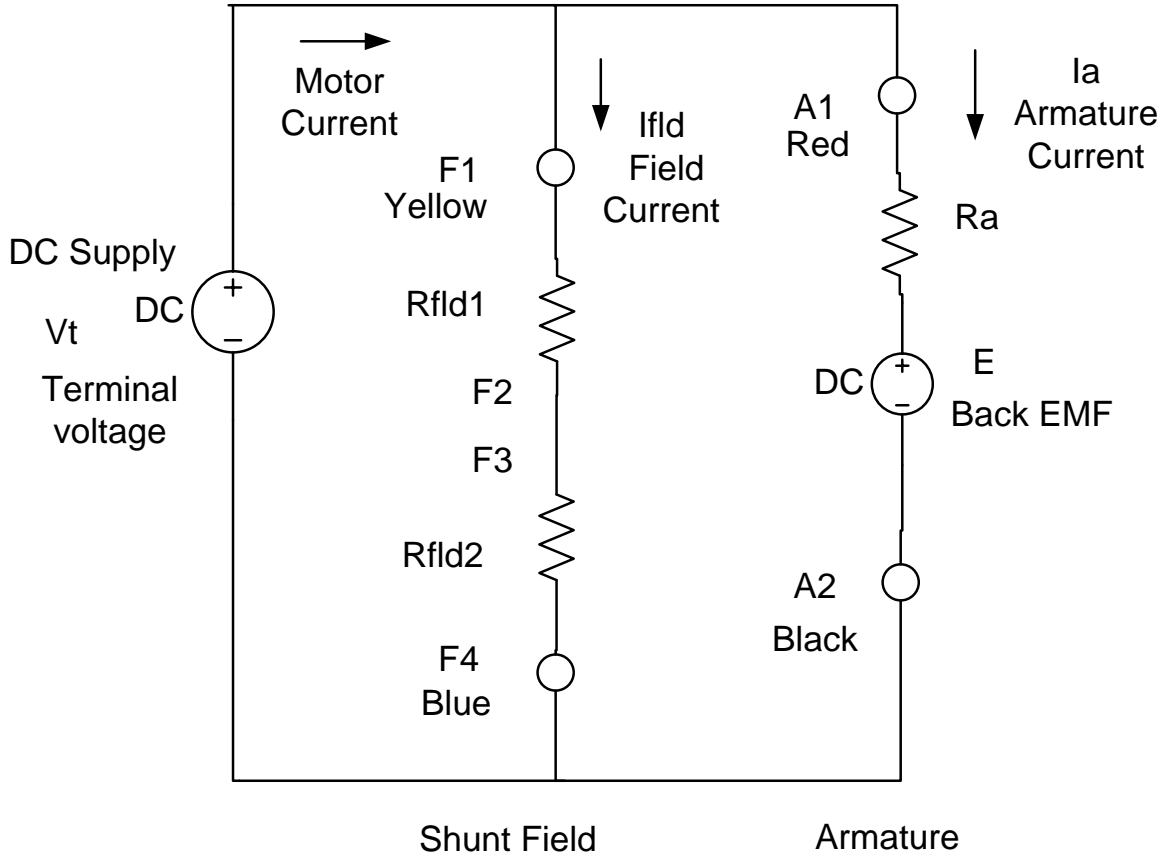 Motor
Current
F1
Yellow
Ifld
Field
Current
A1
Red
Ia
Armature
Current
Ra
DC Supply
DC
+
−
Vt
Terminal
voltage
Rfld1
F2
F3
Rfld2
F4
Blue
DC
+
−
E
Back EMF
A2
Black
Shunt Field
Armature